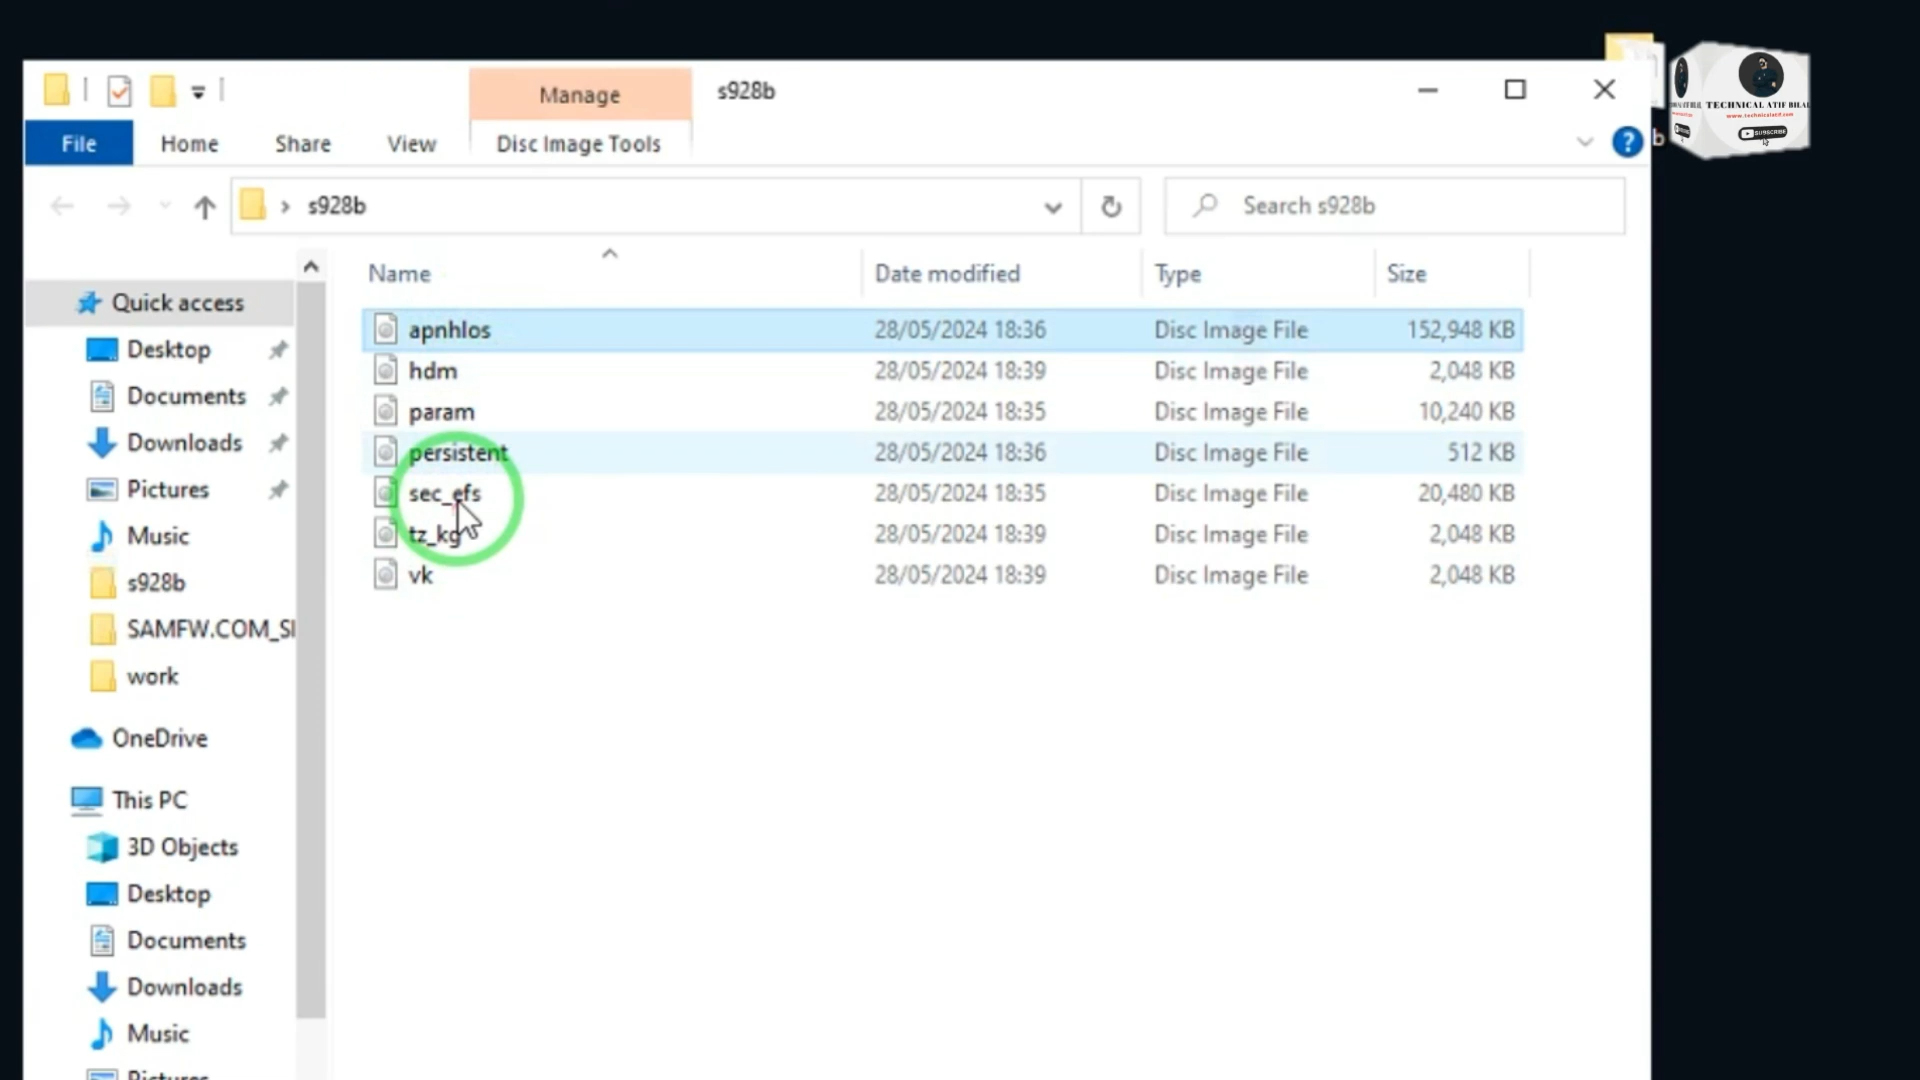 Manage
s928b
File
Home
Share
View
Disc Image Tools
s928b
Search s928b
Name
Date modified
Type
Size
Quick access
Desktop
Documents
Downloads
Pictures
Music
s928b
SAMFW.COM_S
work
OneDrive
This PC
3D Objects
Desktop
Documents
Downloads
Music
Pictures
apnhlos 28/05/2024 18:36 Disc Image File 152,948 KB
hdm 28/05/2024 18:39 Disc Image File 2,048 KB
param 28/05/2024 18:35 Disc Image File 10,240 KB
persistent 28/05/2024 18:36 Disc Image File 512 KB
sec_efs 28/05/2024 18:35 Disc Image File 20,480 KB
tz_kg 28/05/2024 18:39 Disc Image File 2,048 KB
vk 28/05/2024 18:39 Disc Image File 2,048 KB
TECHNICAL ATIF BILAL
www.technicalatif.com
SUBSCRIBE
b